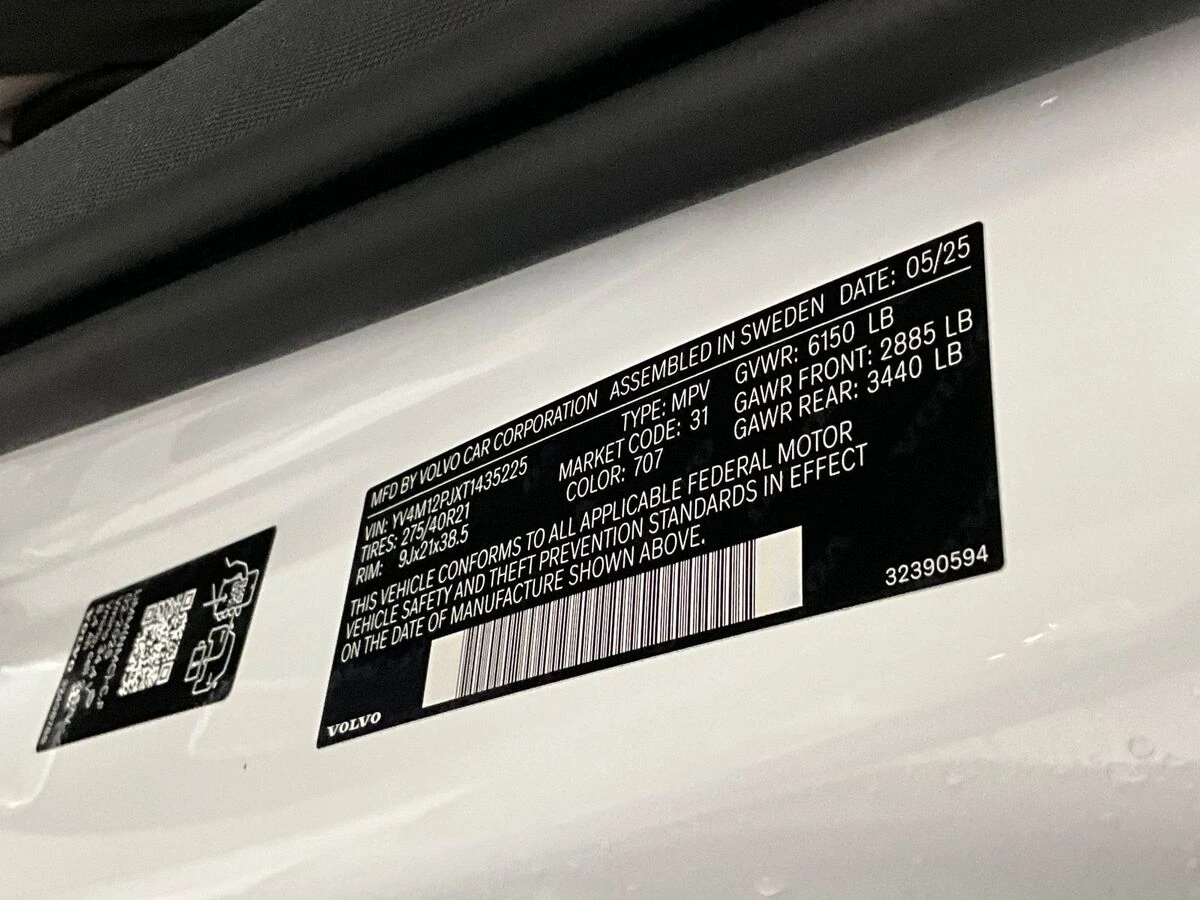 MFD BY VOLVO CAR CORPORATION ASSEMBLED IN SWEDEN DATE: 05/25
VIN: YV4M12PJXT1435225 TYPE: MPV GVWR: 6150 LB
TIRES: 275/40R21 MARKET CODE: 31 GAWR FRONT: 2885 LB
RIM: 9Jx21x38.5 COLOR: 707 GAWR REAR: 3440 LB
THIS VEHICLE CONFORMS TO ALL APPLICABLE FEDERAL MOTOR
VEHICLE SAFETY AND THEFT PREVENTION STANDARDS IN EFFECT
ON THE DATE OF MANUFACTURE SHOWN ABOVE.
32390594
VOLVO